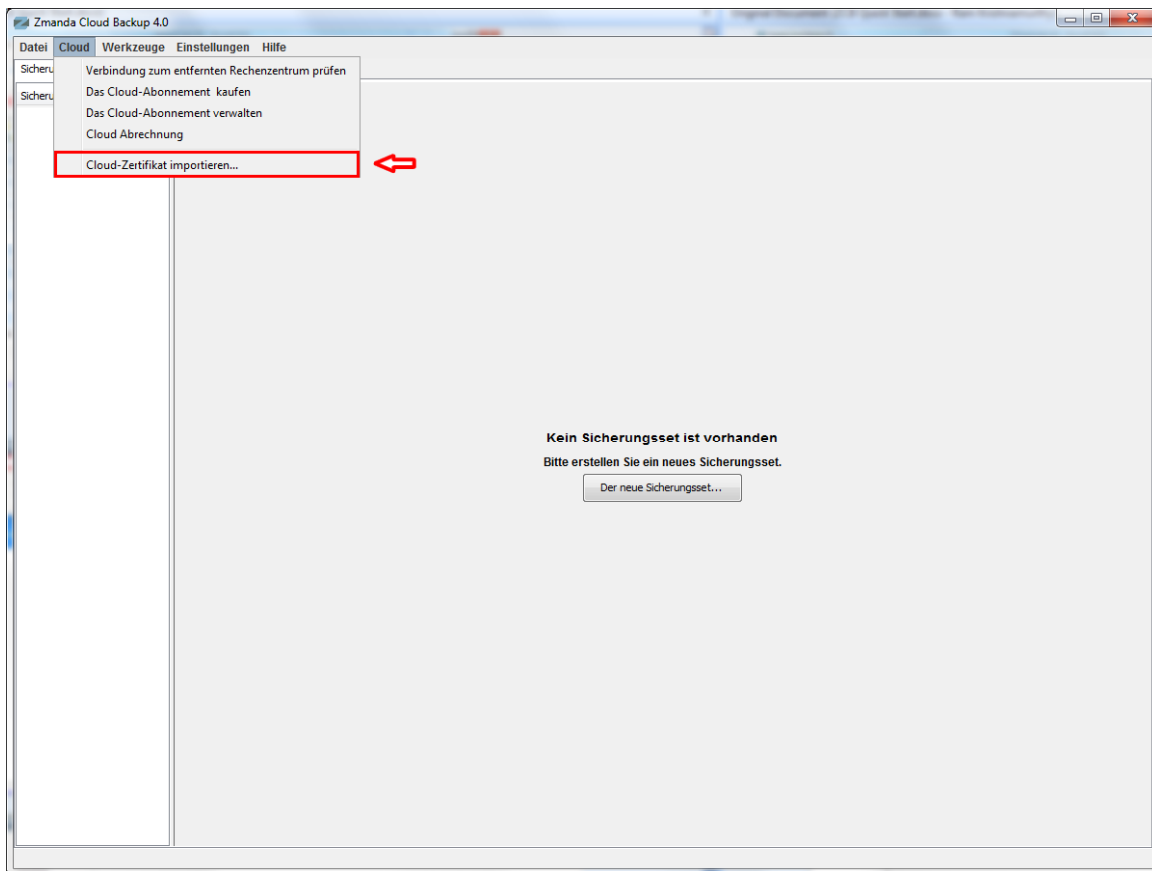 Zmanda Cloud Backup 4.0
Datei Cloud Werkzeuge Einstellungen Hilfe
Sicheru
Verbindung zum entfernten Rechenzentrum prüfen
Sicheru
Das Cloud-Abonnement kaufen
Das Cloud-Abonnement verwalten
Cloud Abrechnung
Cloud-Zertifikat importieren...
Kein Sicherungsset ist vorhanden
Bitte erstellen Sie ein neues Sicherungsset.
Der neue Sicherungsset...